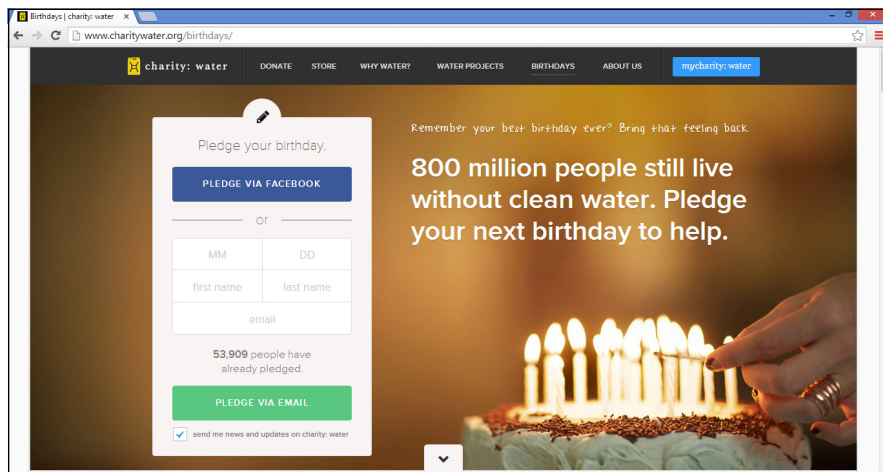 Birthdays | charity: water
www.charitywater.org/birthdays/
charity: water DONATE STORE WHY WATER? WATER PROJECTS BIRTHDAYS ABOUT US mycharity: water
Pledge your birthday.
PLEDGE VIA FACEBOOK
or
MM DD
first name last name
email
53,909 people have
already pledged.
PLEDGE VIA EMAIL
send me news and updates on charity: water
Remember your best birthday ever? Bring that feeling back.
800 million people still live
without clean water. Pledge
your next birthday to help.